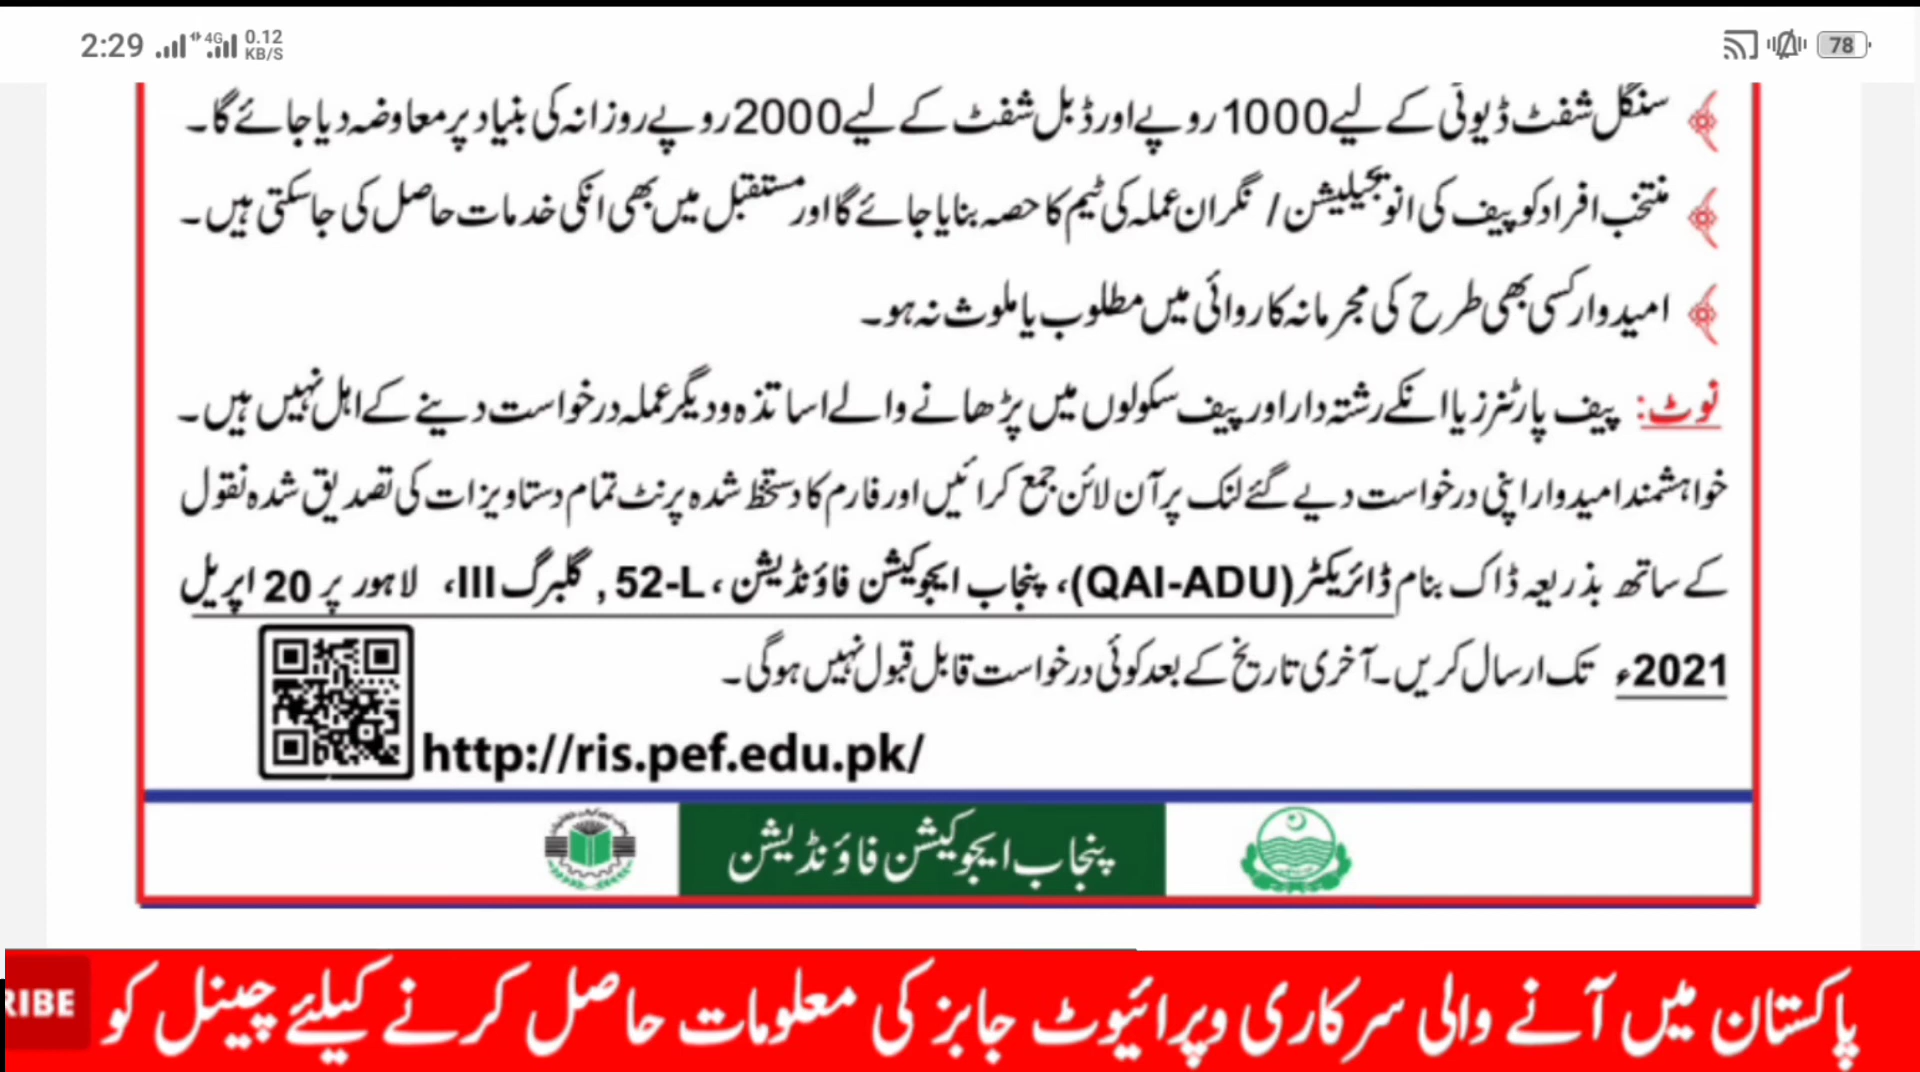 2:29 4G 0.12 KB/S 78
سنگل شفٹ ڈیوٹی کے لیے 1000 روپے اور ڈبل شفٹ کے لیے 2000 روپے روزانہ کی بنیاد پر معاوضہ دیا جائے گا۔
منتخب افراد کو پیف کی انویجیلیشن / نگران عملہ کی ٹیم کا حصہ بنایا جائے گا اور مستقبل میں بھی انکی خدمات حاصل کی جاسکتی ہیں۔
امیدوار کسی بھی طرح کی مجرمانہ کاروائی میں مطلوب یا ملوث نہ ہو۔
نوٹ: پیف پارٹنرز یا انکے رشتہ دار اور پیف سکولوں میں پڑھانے والے اساتذہ و دیگر عملہ درخواست دینے کے اہل نہیں ہیں۔
خواہشمند امیدوار اپنی درخواست دیے گئے لنک پر آن لائن جمع کرائیں اور فارم کا دستخط شدہ پرنٹ تمام دستاویزات کی تصدیق شدہ نقول
کے ساتھ بذریعہ ڈاک بنام ڈائریکٹر (QAI-ADU)، پنجاب ایجوکیشن فاؤنڈیشن، 52-L, گلبرگ III، لاہور پر 20 اپریل
2021ء تک ارسال کریں۔ آخری تاریخ کے بعد کوئی درخواست قابل قبول نہیں ہوگی۔
http://ris.pef.edu.pk/
پنجاب ایجوکیشن فاؤنڈیشن
پاکستان میں آنے والی سرکاری و پرائیوٹ جابز کی معلومات حاصل کرنے کیلئے چینل کو
RIBE